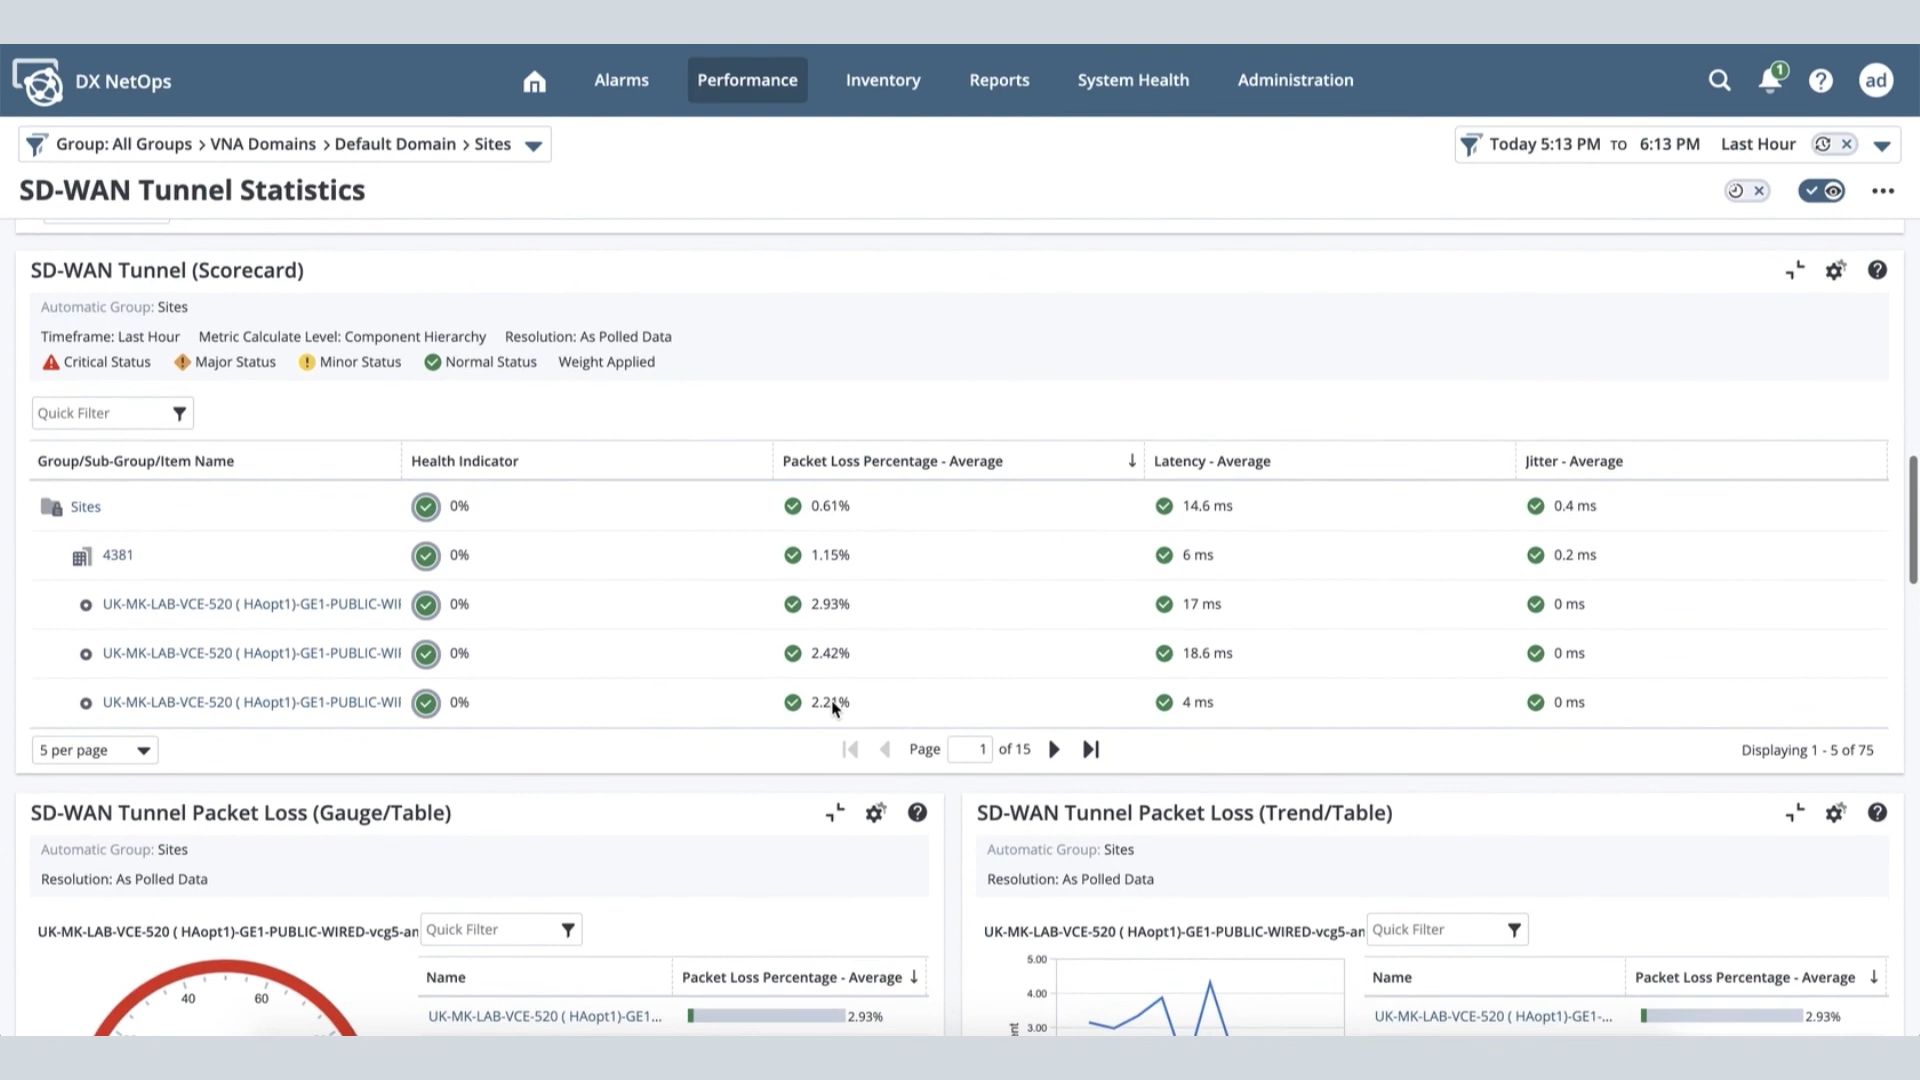 DX NetOps
Alarms
Performance
Inventory
Reports
System Health
Administration
1
ad
Group: All Groups > VNA Domains > Default Domain > Sites
Today 5:13 PM TO 6:13 PM Last Hour
SD-WAN Tunnel Statistics
SD-WAN Tunnel (Scorecard)
Automatic Group: Sites
Timeframe: Last Hour Metric Calculate Level: Component Hierarchy Resolution: As Polled Data
Critical Status Major Status Minor Status Normal Status Weight Applied
Quick Filter
Group/Sub-Group/Item Name Health Indicator Packet Loss Percentage - Average Latency - Average Jitter - Average
Sites 0% 0.61% 14.6 ms 0.4 ms
4381 0% 1.15% 6 ms 0.2 ms
UK-MK-LAB-VCE-520 ( HAopt1)-GE1-PUBLIC-WII 0% 2.93% 17 ms 0 ms
UK-MK-LAB-VCE-520 ( HAopt1)-GE1-PUBLIC-WII 0% 2.42% 18.6 ms 0 ms
UK-MK-LAB-VCE-520 ( HAopt1)-GE1-PUBLIC-WII 0% 2.21% 4 ms 0 ms
5 per page
Page 1 of 15
Displaying 1 - 5 of 75
SD-WAN Tunnel Packet Loss (Gauge/Table)
Automatic Group: Sites
Resolution: As Polled Data
UK-MK-LAB-VCE-520 ( HAopt1)-GE1-PUBLIC-WIRED-vcg5-an
Quick Filter
Name Packet Loss Percentage - Average
40 60
UK-MK-LAB-VCE-520 ( HAopt1)-GE1... 2.93%
SD-WAN Tunnel Packet Loss (Trend/Table)
Automatic Group: Sites
Resolution: As Polled Data
UK-MK-LAB-VCE-520 ( HAopt1)-GE1-PUBLIC-WIRED-vcg5-an
Quick Filter
5.00
4.00
3.00
Name Packet Loss Percentage - Average
UK-MK-LAB-VCE-520 ( HAopt1)-GE1-... 2.93%